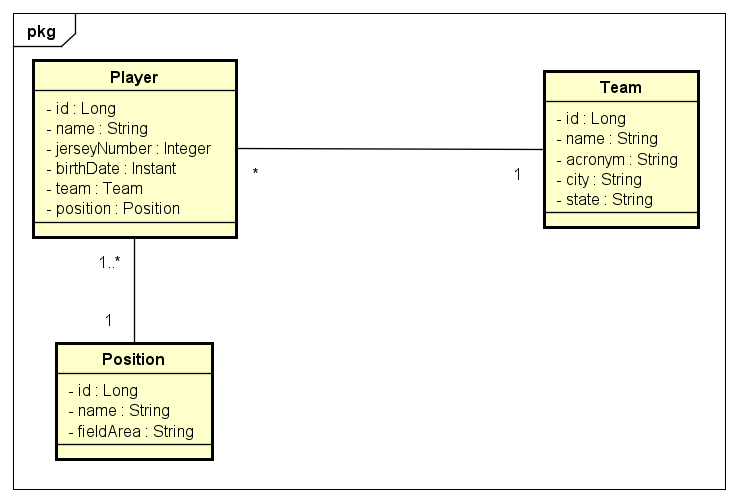 pkg
Player
- id : Long
- name : String
- jerseyNumber : Integer
- birthDate : Instant
- team : Team
- position : Position
Team
- id : Long
- name : String
- acronym : String
- city : String
- state : String
*
1
1..*
1
Position
- id : Long
- name : String
- fieldArea : String